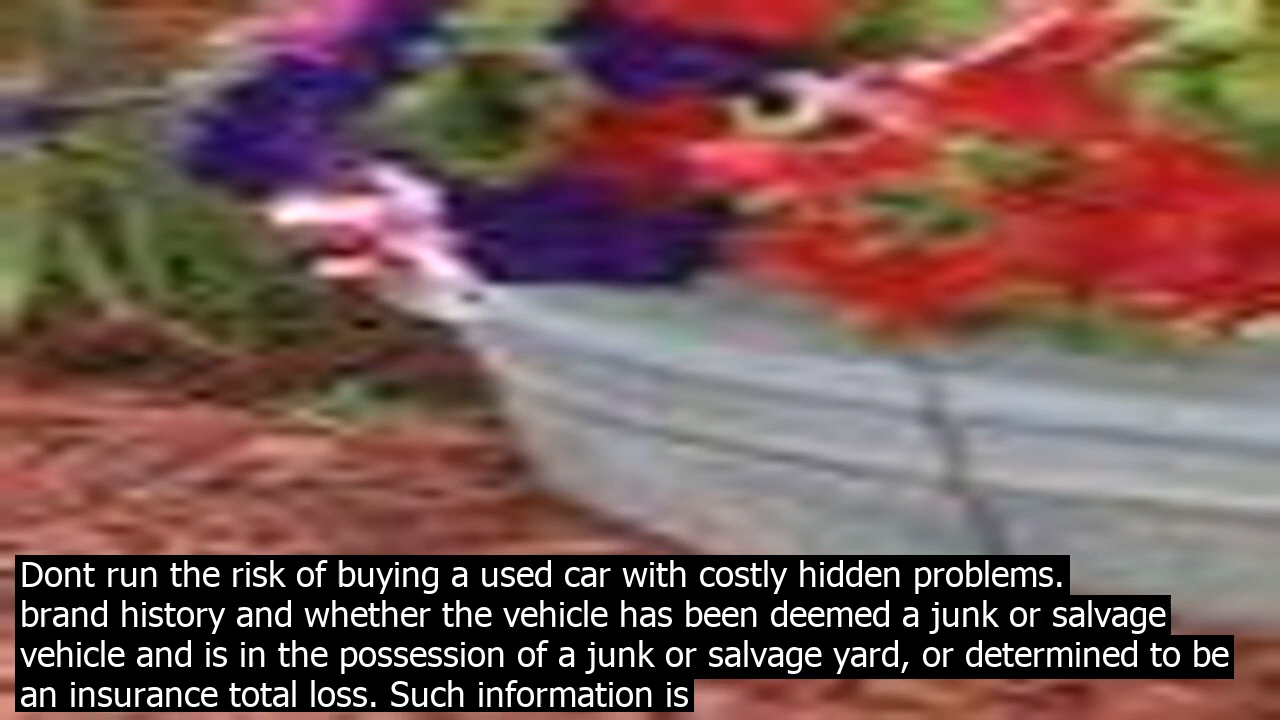 Dont run the risk of buying a used car with costly hidden problems.
brand history and whether the vehicle has been deemed a junk or salvage
vehicle and is in the possession of a junk or salvage yard, or determined to be
an insurance total loss. Such information is